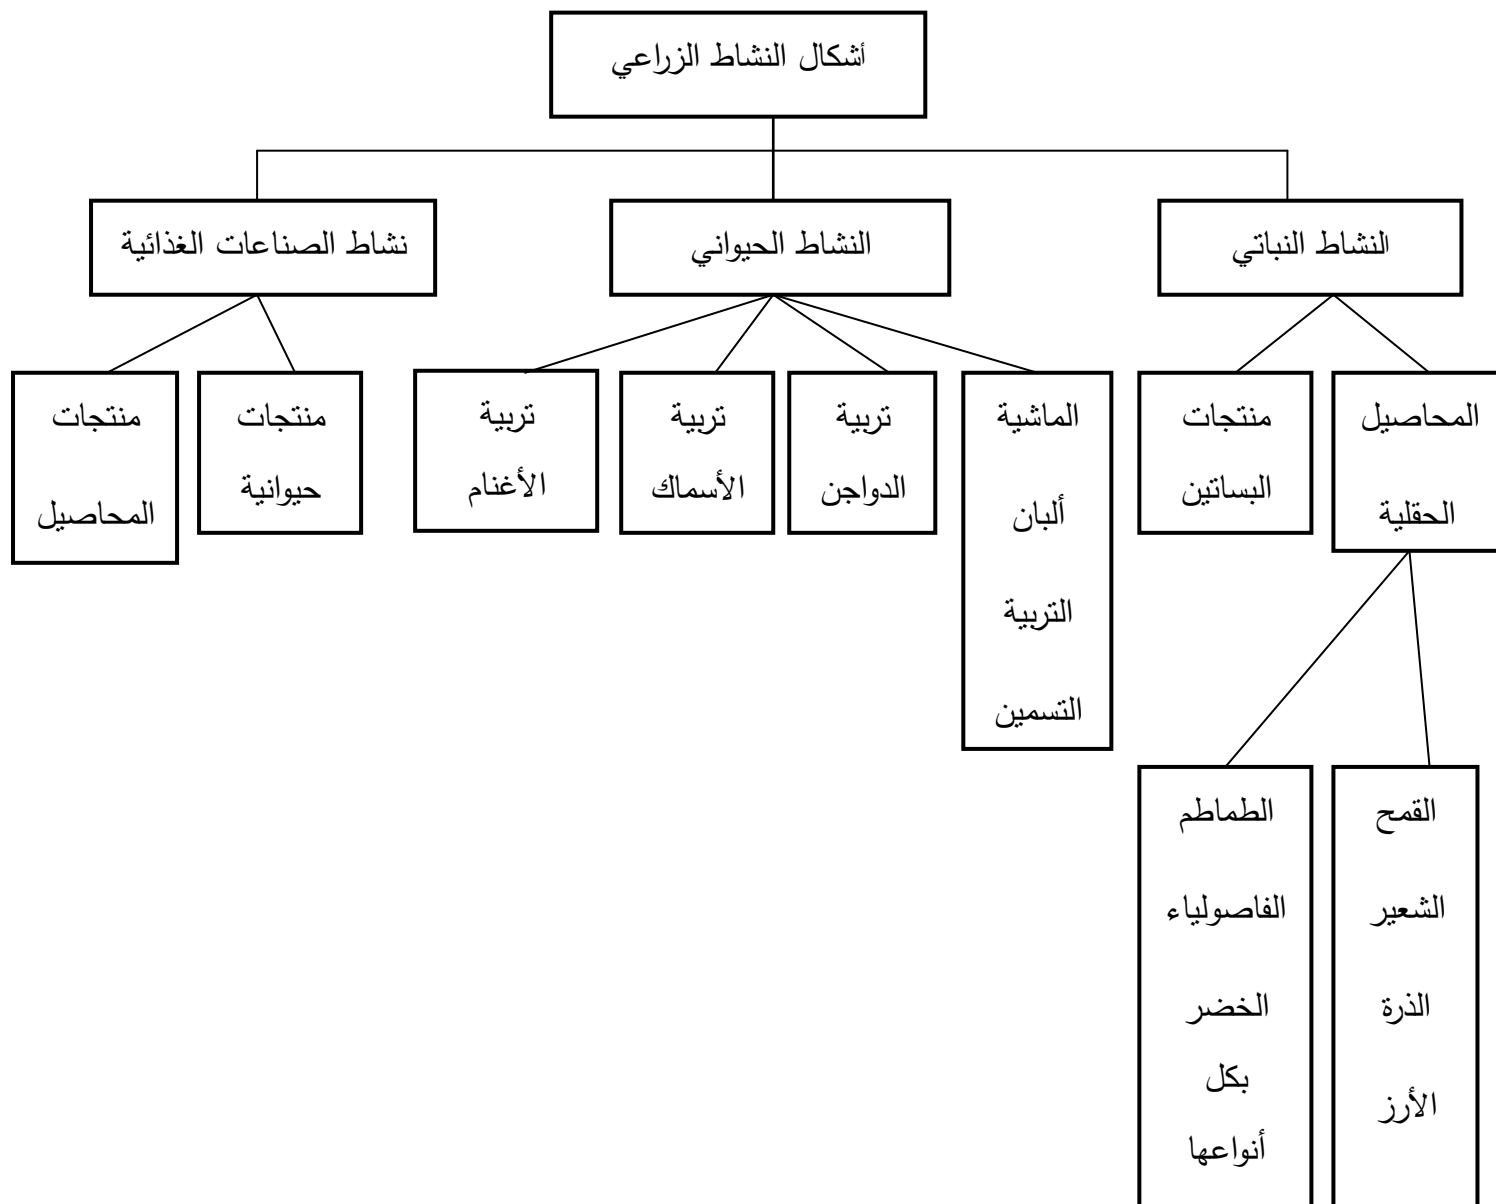 أشكال النشاط الزراعي
النشاط النباتي
النشاط الحيواني
نشاط الصناعات الغذائية
المحاصيل
الحقلية
منتجات
البساتين
الماشية
ألبان
التربية
التسمين
تربية
الدواجن
تربية
الأسماك
تربية
الأغنام
منتجات
حيوانية
منتجات
المحاصيل
القمح
الشعير
الذرة
الأرز
الطماطم
الفاصولياء
الخضر
بكل
أنواعها